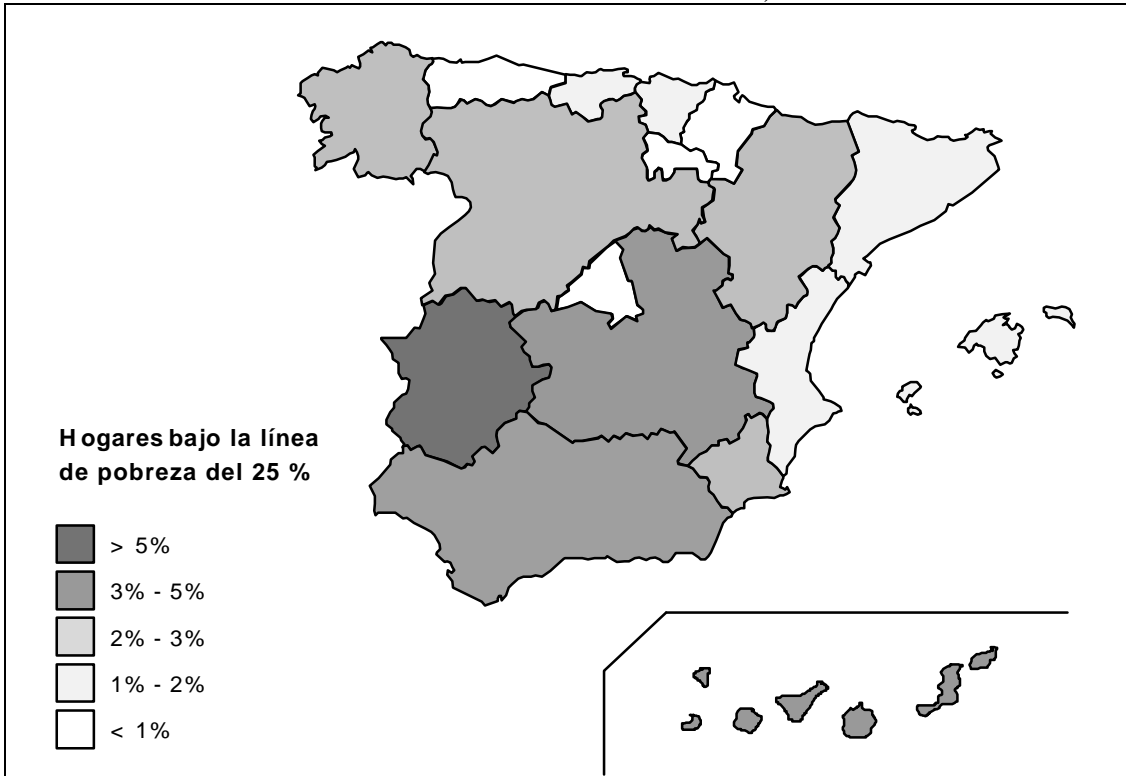 Hogares bajo la línea
de pobreza del 25 %
> 5%
3% - 5%
2% - 3%
1% - 2%
< 1%